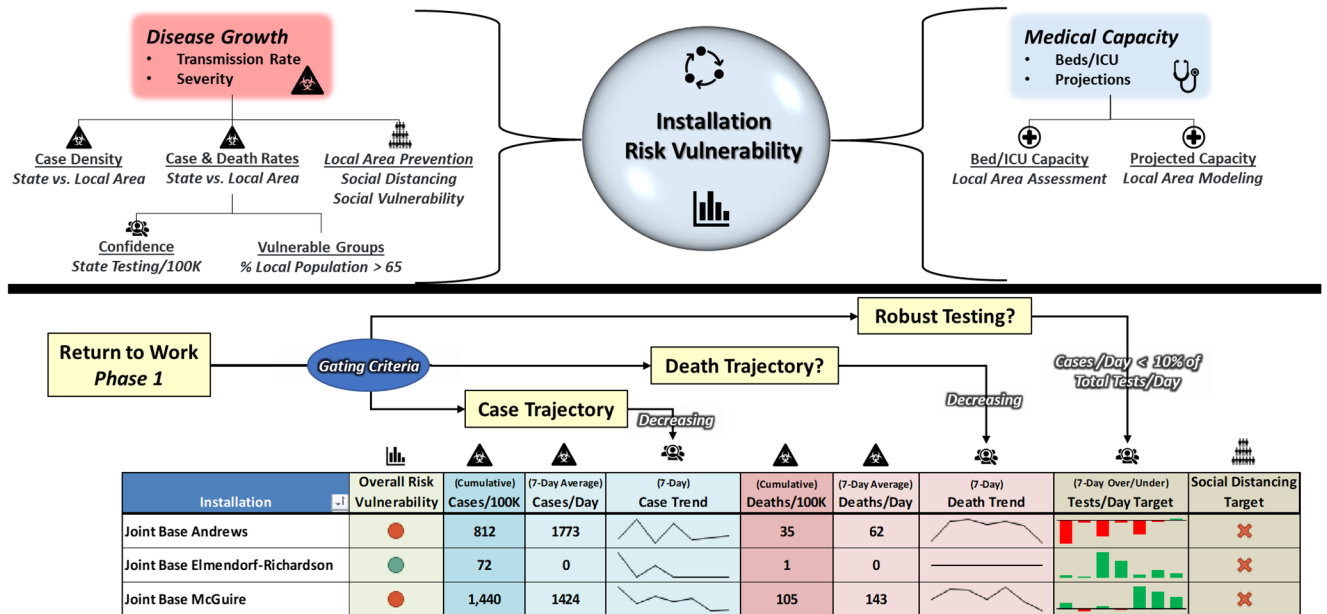 Disease Growth
• Transmission Rate
• Severity
Case Density
State vs. Local Area
Case & Death Rates
State vs. Local Area
Local Area Prevention
Social Distancing
Social Vulnerability
Confidence
State Testing/100K
Vulnerable Groups
% Local Population > 65
Installation
Risk Vulnerability
Medical Capacity
• Beds/ICU
• Projections
Bed/ICU Capacity
Local Area Assessment
Projected Capacity
Local Area Modeling
Return to Work
Phase 1
Gating Criteria
Robust Testing?
Death Trajectory?
Case Trajectory
Decreasing
Decreasing
Cases/Day < 10% of
Total Tests/Day
Installation
Overall Risk
Vulnerability
(Cumulative)
Cases/100K
(7-Day Average)
Cases/Day
(7-Day)
Case Trend
(Cumulative)
Deaths/100K
(7-Day Average)
Deaths/Day
(7-Day)
Death Trend
(7-Day Over/Under)
Tests/Day Target
Social Distancing
Target
Joint Base Andrews 812 1773 35 62
Joint Base Elmendorf-Richardson 72 0 1 0
Joint Base McGuire 1,440 1424 105 143